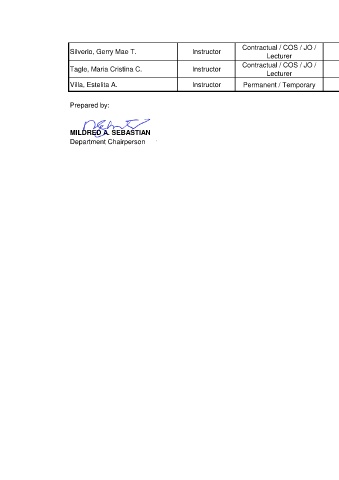 Silverio, Gerry Mae T. Instructor Contractual / COS / JO / Lecturer
Tagle, Maria Cristina C. Instructor Contractual / COS / JO / Lecturer
Villa, Estelita A. Instructor Permanent / Temporary
Prepared by:
MILDRED A. SEBASTIAN
Department Chairperson